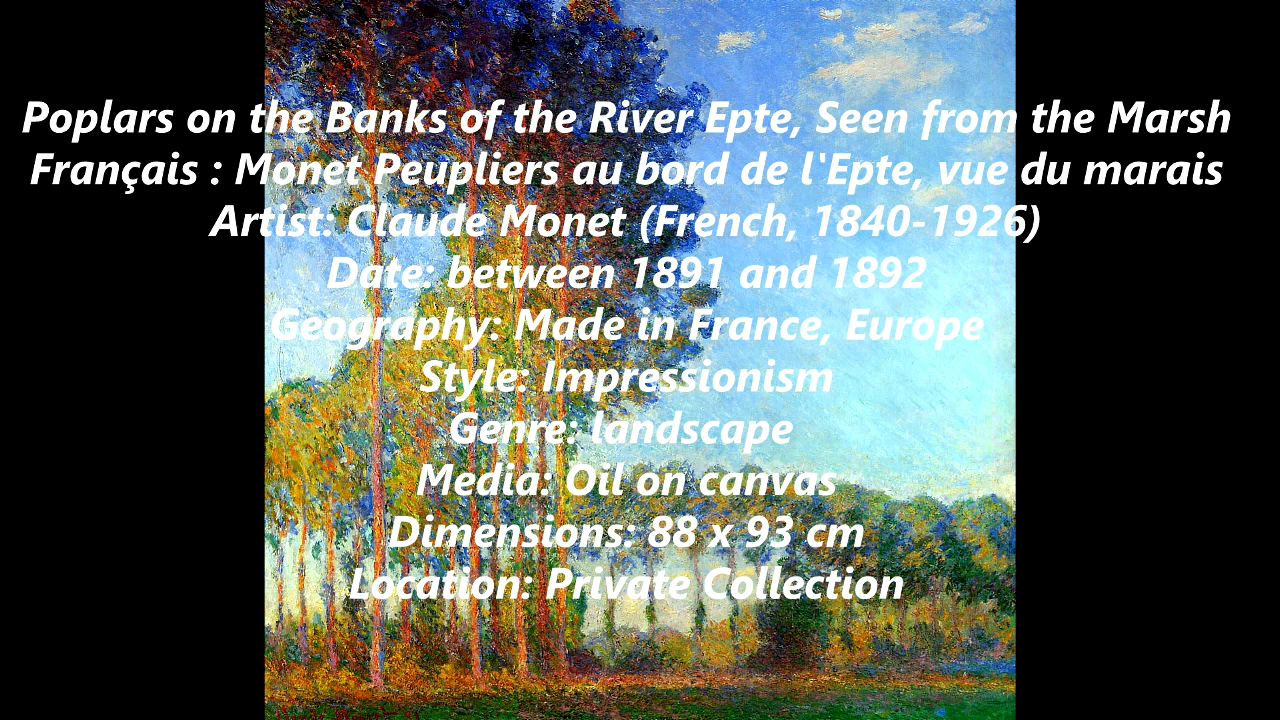 Poplars on the Banks of the River Epte, Seen from the Marsh
Français : Monet Peupliers au bord de l'Epte, vue du marais
Artist: Claude Monet (French, 1840-1926)
Date: between 1891 and 1892
Geography: Made in France, Europe
Style: Impressionism
Genre: landscape
Media: Oil on canvas
Dimensions: 88 x 93 cm
Location: Private Collection